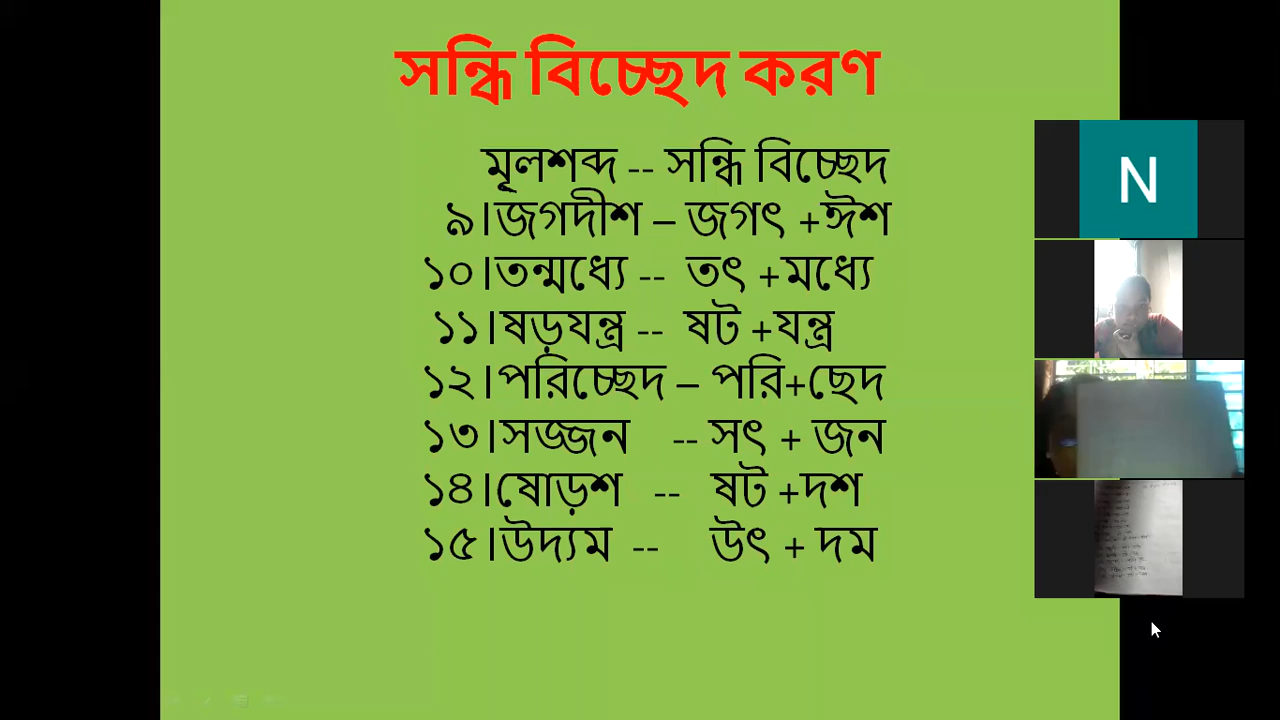 সন্ধি বিচ্ছেদ করণ
মূলশব্দ -- সন্ধি বিচ্ছেদ
৯।জগদীশ – জগৎ +ঈশ
১০।তন্মধ্যে -- তৎ +মধ্যে
১১।ষড়যন্ত্র -- ষট +যন্ত্র
১২।পরিচ্ছেদ – পরি+ছেদ
১৩।সজ্জন -- সৎ + জন
১৪।ষোড়শ -- ষট +দশ
১৫।উদ্যম -- উৎ + দম
N